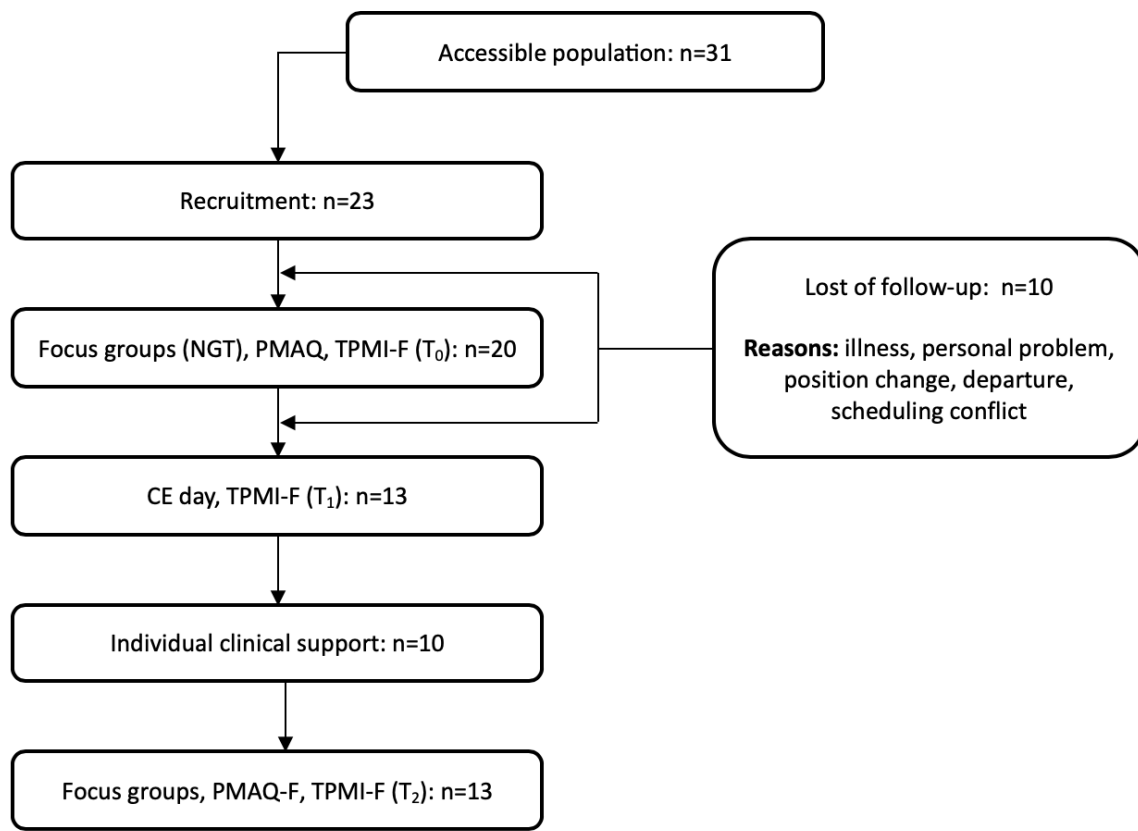 Accessible population: n=31
Recruitment: n=23
Focus groups (NGT), PMAQ, TPMI-F (T₀): n=20
Lost of follow-up: n=10
Reasons: illness, personal problem,
position change, departure,
scheduling conflict
CE day, TPMI-F (T₁): n=13
Individual clinical support: n=10
Focus groups, PMAQ-F, TPMI-F (T₂): n=13